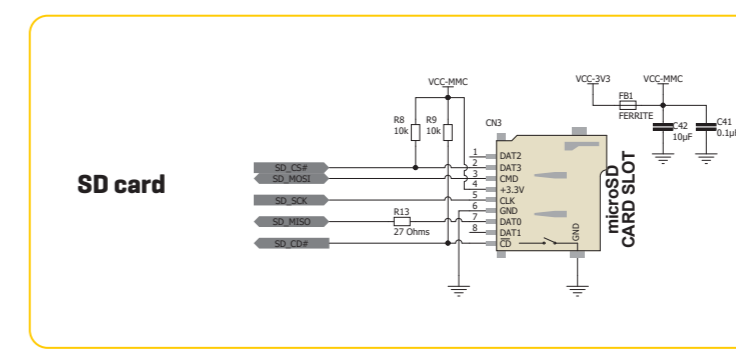 SD card
VCC-MMC
R8
10k
R9
10k
CN3
SD_CS#
SD_MOSI
SD_SCK
SD_MISO
SD_CD#
R13
27 Ohms
1 DAT2
2 DAT3
3 CMD
4 +3.3V
5 CLK
6 GND
7 DAT0
8 DAT1
CD
GND
microSD
CARD SLOT
VCC-3V3
VCC-MMC
FB1
FERRITE
C42
10µF
C41
0.1µF